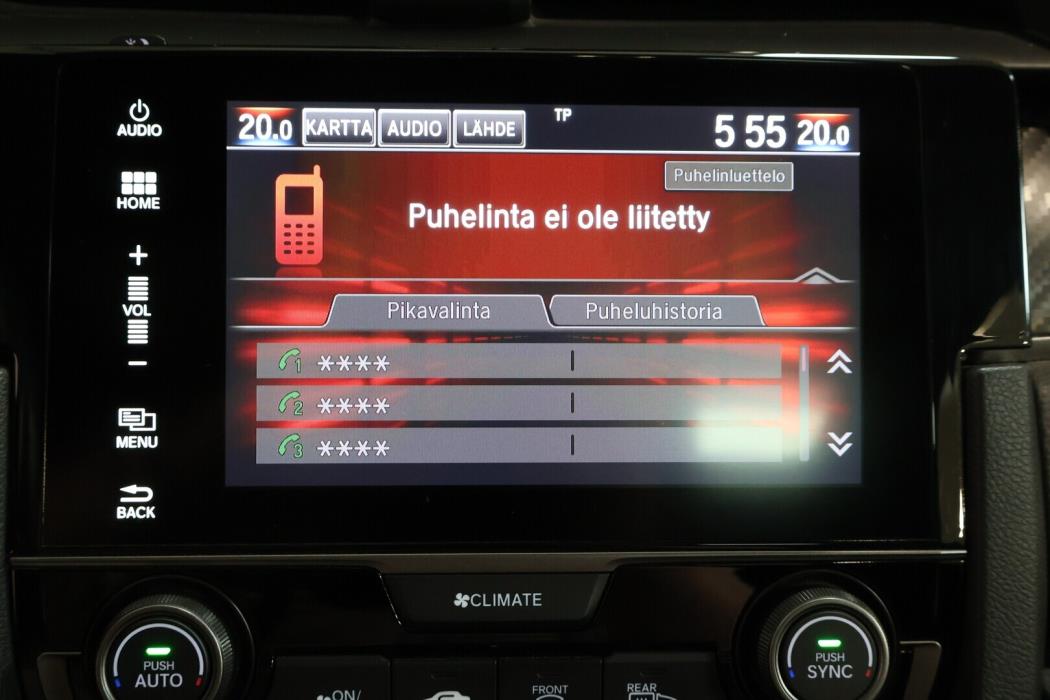 AUDIO
HOME
+
VOL
-
MENU
BACK
20.0 KARTTA AUDIO LÄHDE TP 5 55 20.0
Puhelinluettelo
Puhelinta ei ole liitetty
Pikavalinta Puheluhistoria
1 ****
2 ****
3 ****
CLIMATE
PUSH
AUTO
PUSH
SYNC
ON/
FRONT
REAR